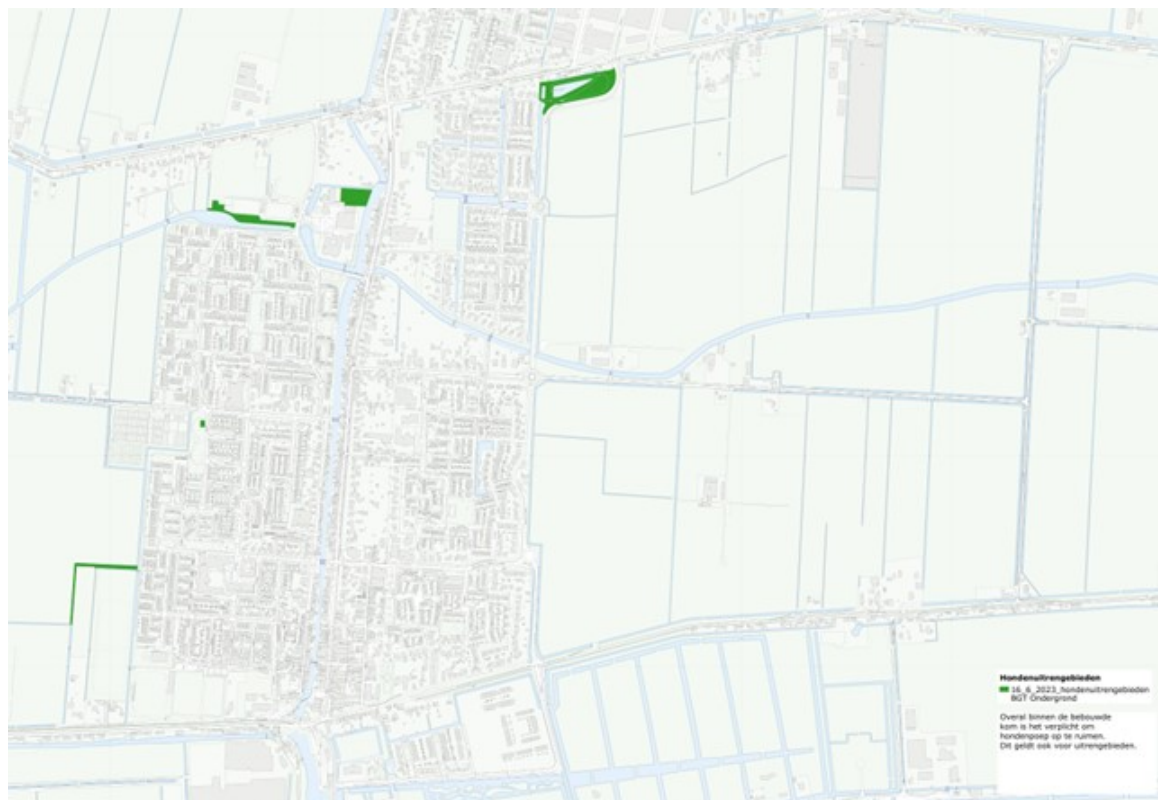 Hondenuitrengebieden
16_6_2023_hondenuitrengebieden
BGT Ondergrond
Overal binnen de bebouwde
kom is het verplicht om
hondenpoep op te ruimen.
Dit geldt ook voor uitrengebieden.